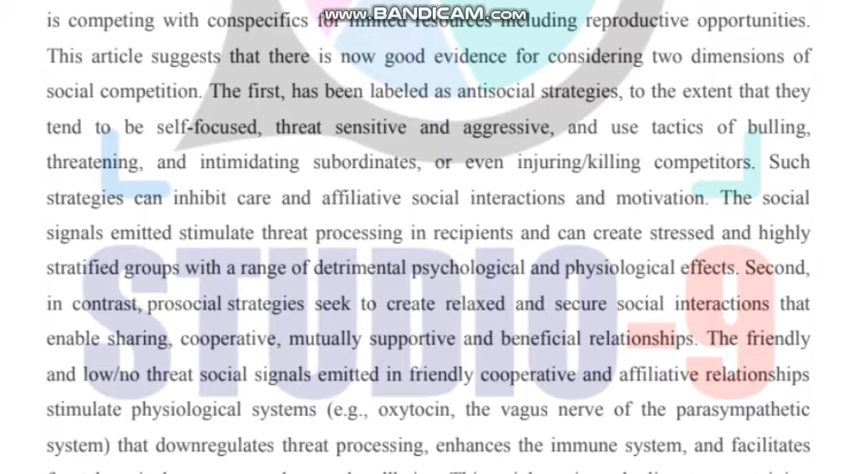 www.BANDICAM.com
is competing with conspecifics for limited resources including reproductive opportunities.
This article suggests that there is now good evidence for considering two dimensions of
social competition. The first, has been labeled as antisocial strategies, to the extent that they
tend to be self-focused, threat sensitive and aggressive, and use tactics of bulling,
threatening, and intimidating subordinates, or even injuring/killing competitors. Such
strategies can inhibit care and affiliative social interactions and motivation. The social
signals emitted stimulate threat processing in recipients and can create stressed and highly
stratified groups with a range of detrimental psychological and physiological effects. Second,
in contrast, prosocial strategies seek to create relaxed and secure social interactions that
enable sharing, cooperative, mutually supportive and beneficial relationships. The friendly
and low/no threat social signals emitted in friendly cooperative and affiliative relationships
stimulate physiological systems (e.g., oxytocin, the vagus nerve of the parasympathetic
system) that downregulates threat processing, enhances the immune system, and facilitates
STUDIO-9